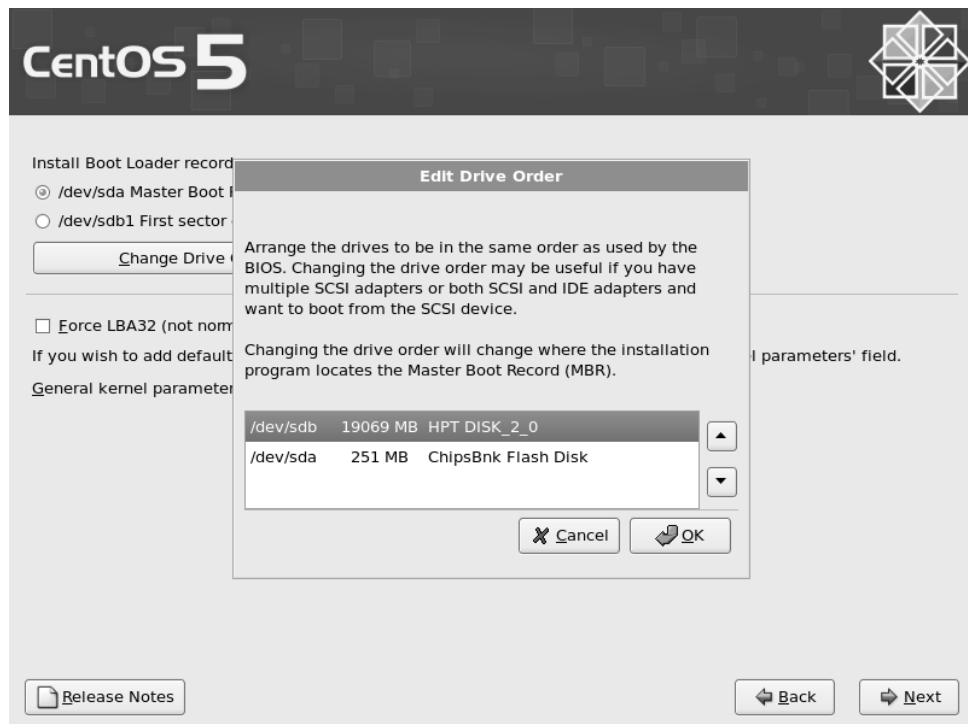 CentOS 5
Install Boot Loader record
/dev/sda Master Boot
/dev/sdb1 First sector
Change Drive
Force LBA32 (not
If you wish to add default
l parameters' field.
General kernel
Edit Drive Order
Arrange the drives to be in the same order as used by the
BIOS. Changing the drive order may be useful if you have
multiple SCSI adapters or both SCSI and IDE adapters and
want to boot from the SCSI device.
Changing the drive order will change where the installation
program locates the Master Boot Record (MBR).
/dev/sdb 19069 MB HPT DISK_2_0
/dev/sda 251 MB ChipsBnk Flash Disk
Cancel
OK
Release Notes
Back
Next